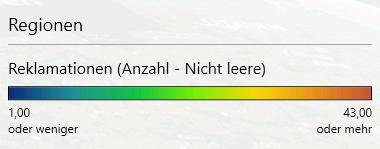 Regionen
Reklamationen (Anzahl - Nicht leere)
1,00 43,00
oder weniger oder mehr